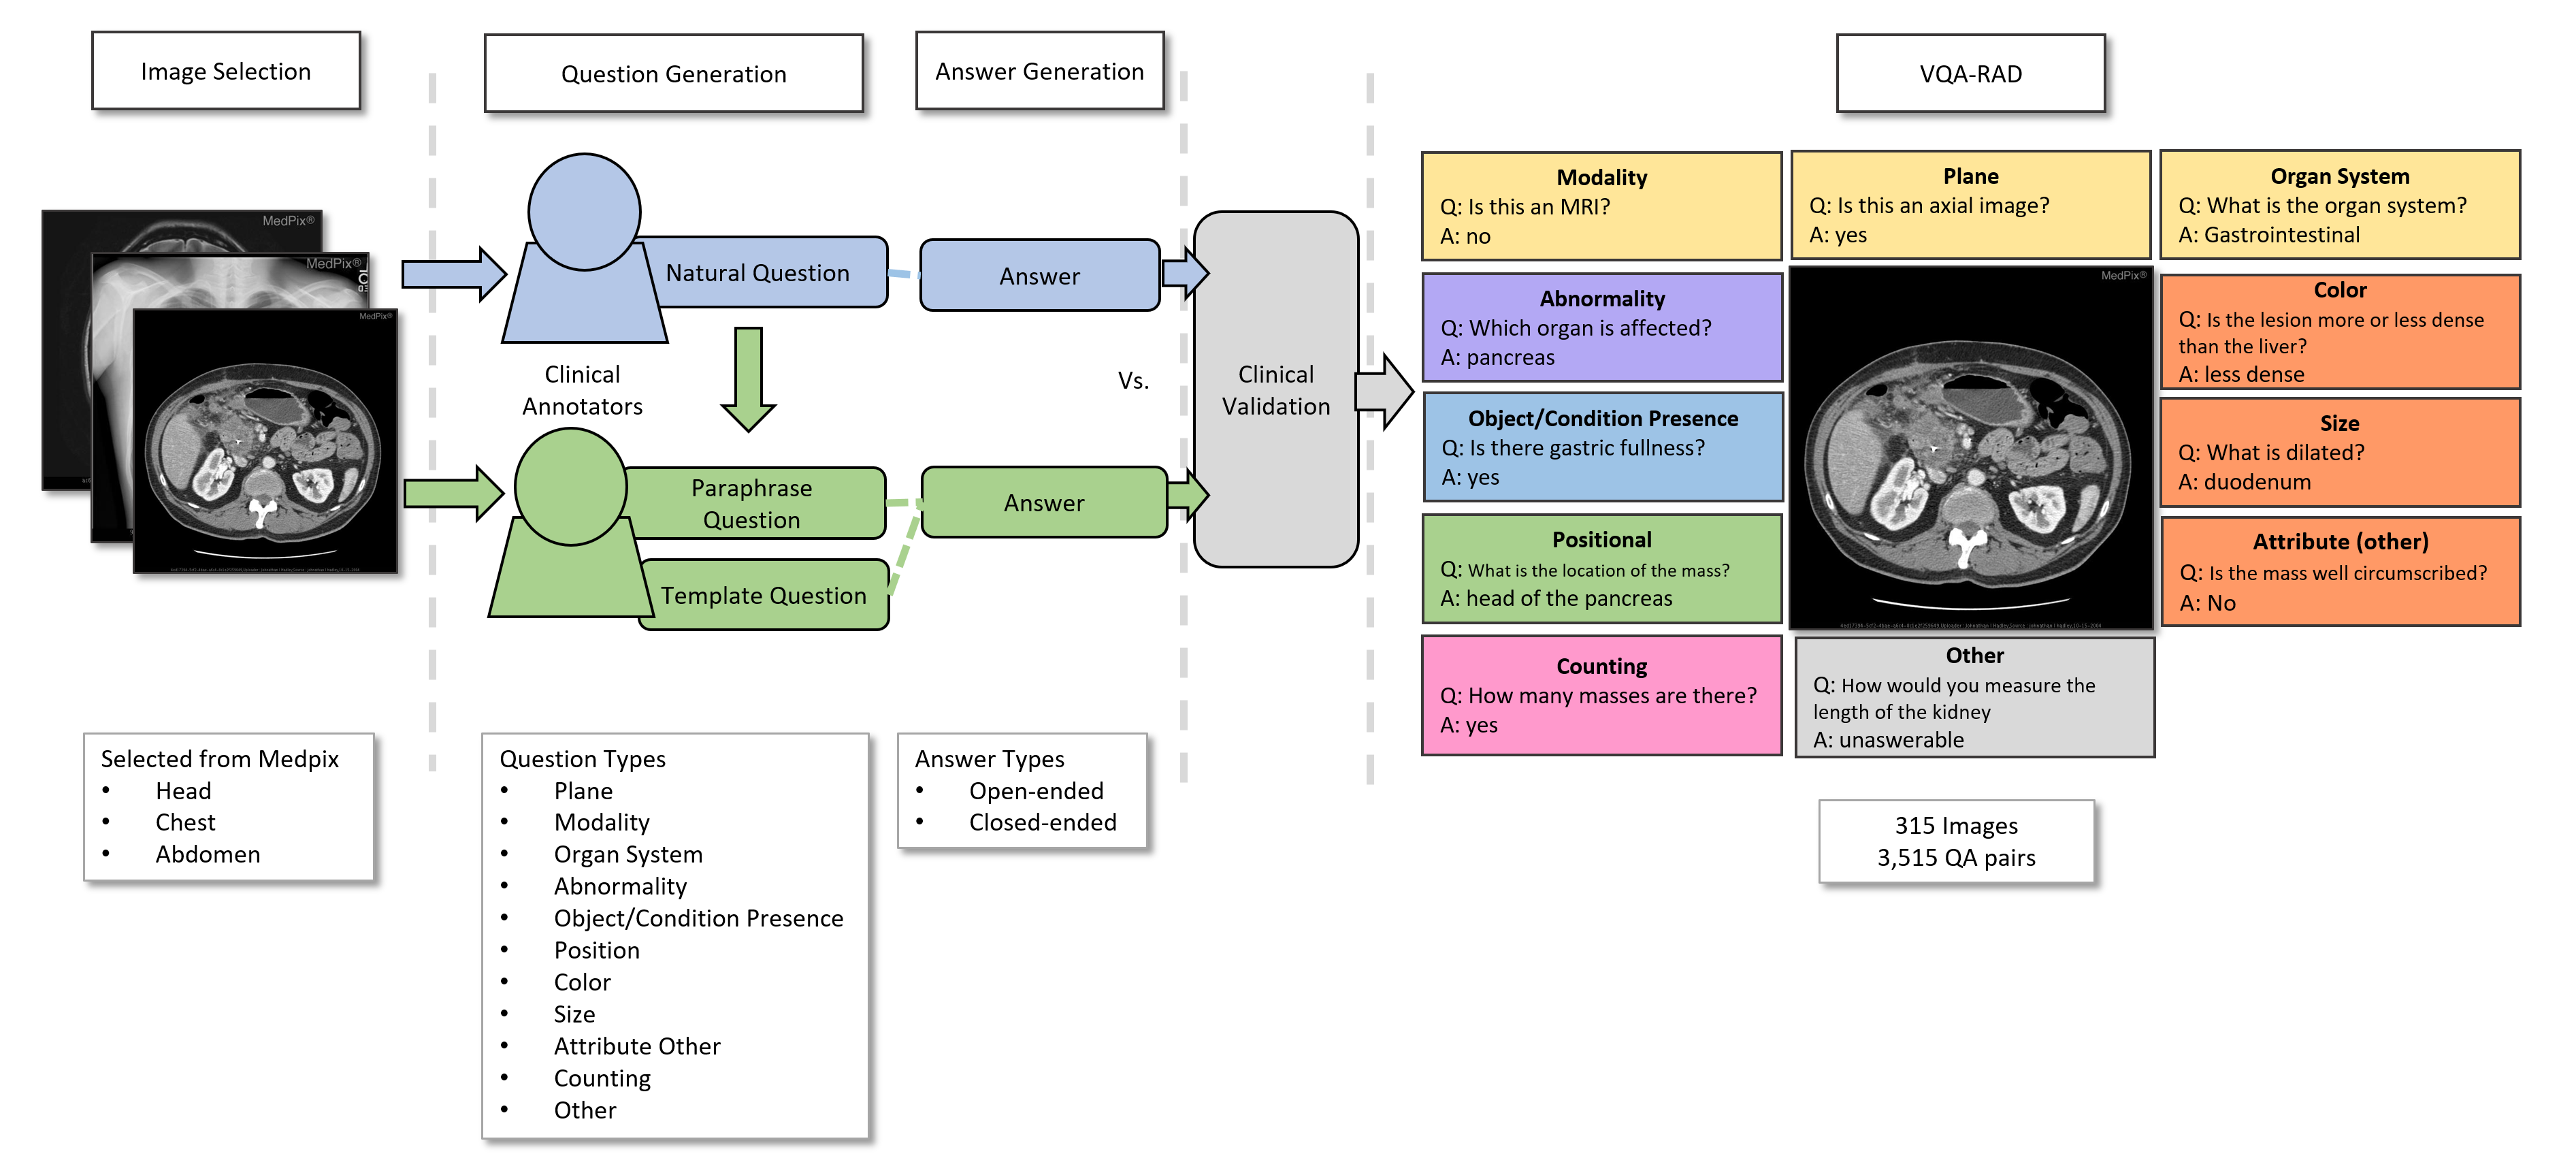 Image Selection
Question Generation
Answer Generation
VQA-RAD
MedPix®
MedPix®
MedPix®
Natural Question
Answer
Clinical
Annotators
Vs.
Paraphrase
Question
Answer
Template Question
Clinical
Validation
Modality
Q: Is this an MRI?
A: no
Plane
Q: Is this an axial image?
A: yes
Organ System
Q: What is the organ system?
A: Gastrointestinal
Abnormality
Q: Which organ is affected?
A: pancreas
MedPix®
Color
Q: Is the lesion more or less dense
than the liver?
A: less dense
Object/Condition Presence
Q: Is there gastric fullness?
A: yes
Size
Q: What is dilated?
A: duodenum
Positional
Q: What is the location of the mass?
A: head of the pancreas
Attribute (other)
Q: Is the mass well circumscribed?
A: No
Counting
Q: How many masses are there?
A: yes
Other
Q: How would you measure the
length of the kidney
A: unaswerable
Selected from Medpix
• Head
• Chest
• Abdomen
Question Types
• Plane
• Modality
• Organ System
• Abnormality
• Object/Condition Presence
• Position
• Color
• Size
• Attribute Other
• Counting
• Other
Answer Types
• Open-ended
• Closed-ended
315 Images
3,515 QA pairs